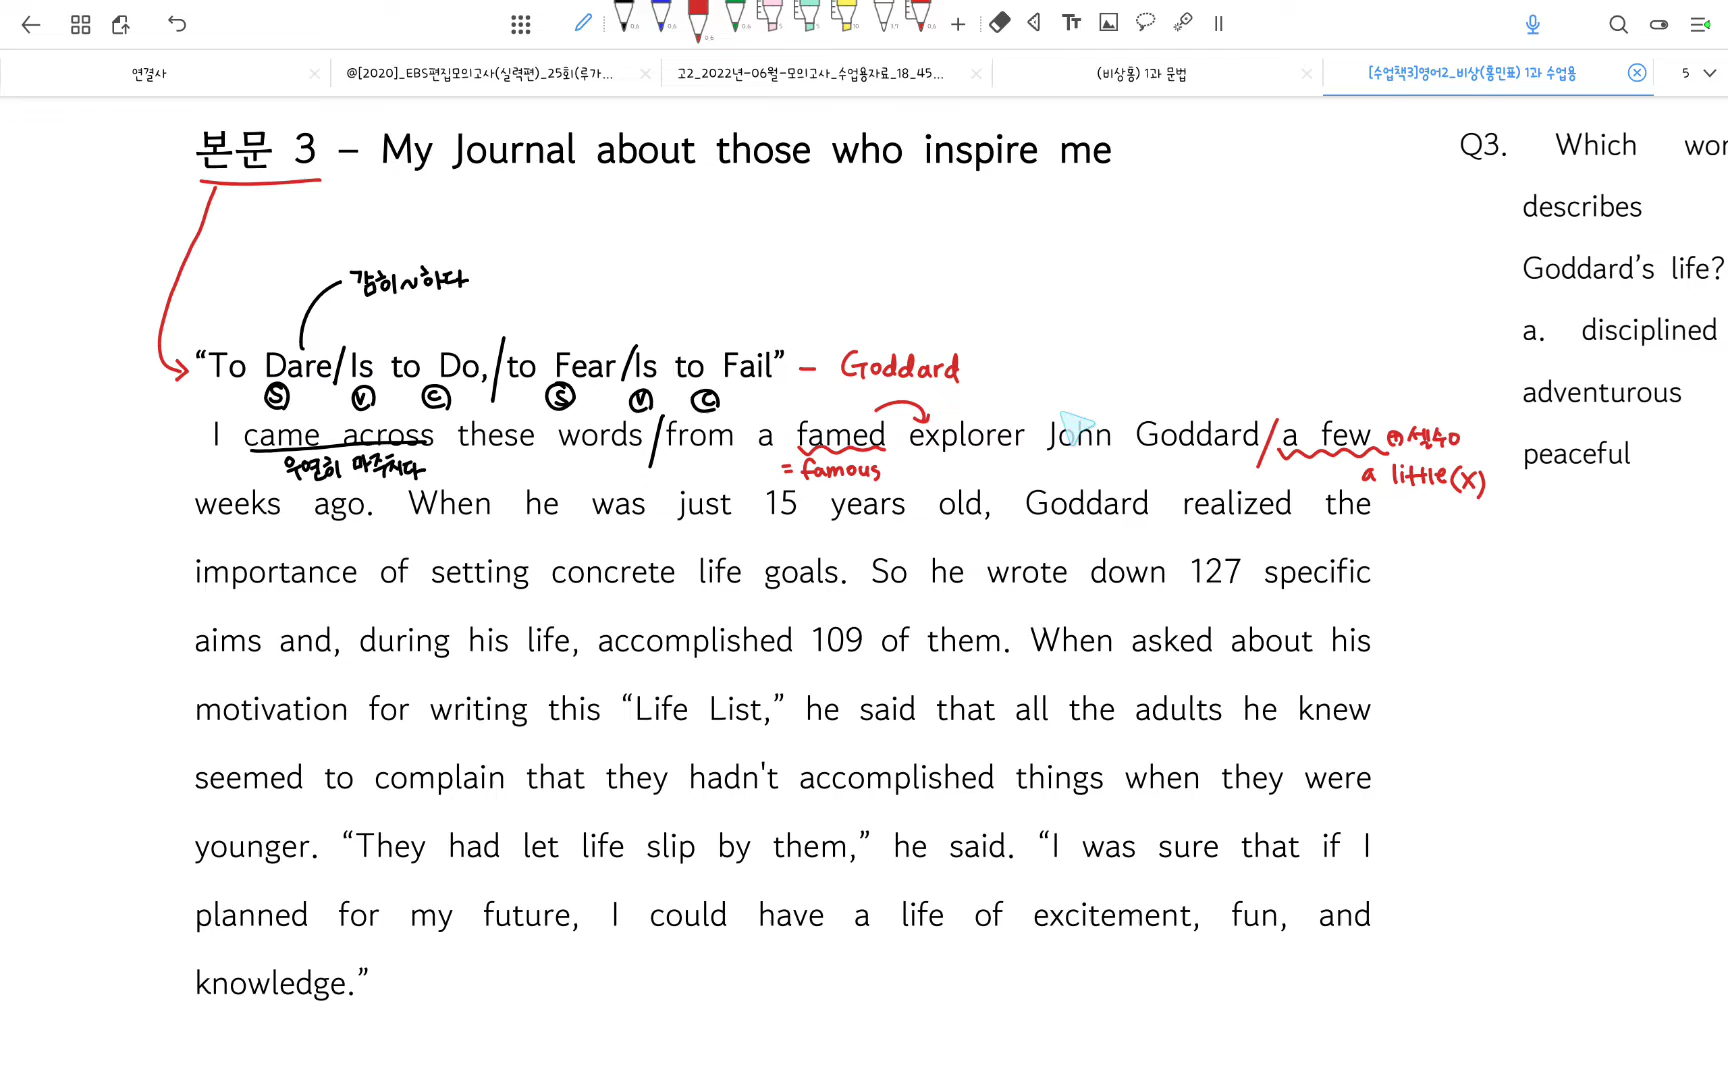 연결사
@[2020]_EBS편집모의고사(실력편)_25회(루가...
고2_2022년-06월-모의고사_수업용자료_18_45...
(비상홍) 1과 문법
[수업책3]영어2_비상(홍민표) 1과 수업용
5
본문 3 – My Journal about those who inspire me
감히~하다
“To Dare/Is to Do,/to Fear/Is to Fail” – Goddard
S V C S V C
I came across these words/from a famed explorer John Goddard/a few ⊕셀수O
우연히 마주치다 = famous a little(X)
weeks ago. When he was just 15 years old, Goddard realized the
importance of setting concrete life goals. So he wrote down 127 specific
aims and, during his life, accomplished 109 of them. When asked about his
motivation for writing this “Life List,” he said that all the adults he knew
seemed to complain that they hadn't accomplished things when they were
younger. “They had let life slip by them,” he said. “I was sure that if I
planned for my future, I could have a life of excitement, fun, and
knowledge.”
Q3. Which wor
describes
Goddard’s life?
a. disciplined
adventurous
peaceful